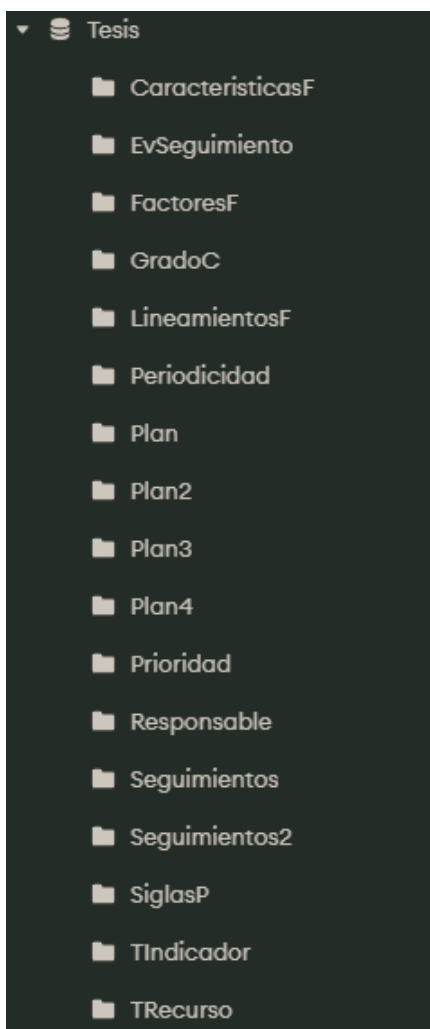 Tesis
CaracteristicasF
EvSeguimiento
FactoresF
GradoC
LineamientosF
Periodicidad
Plan
Plan2
Plan3
Plan4
Prioridad
Responsable
Seguimientos
Seguimientos2
SiglasP
TIndicador
TRecurso